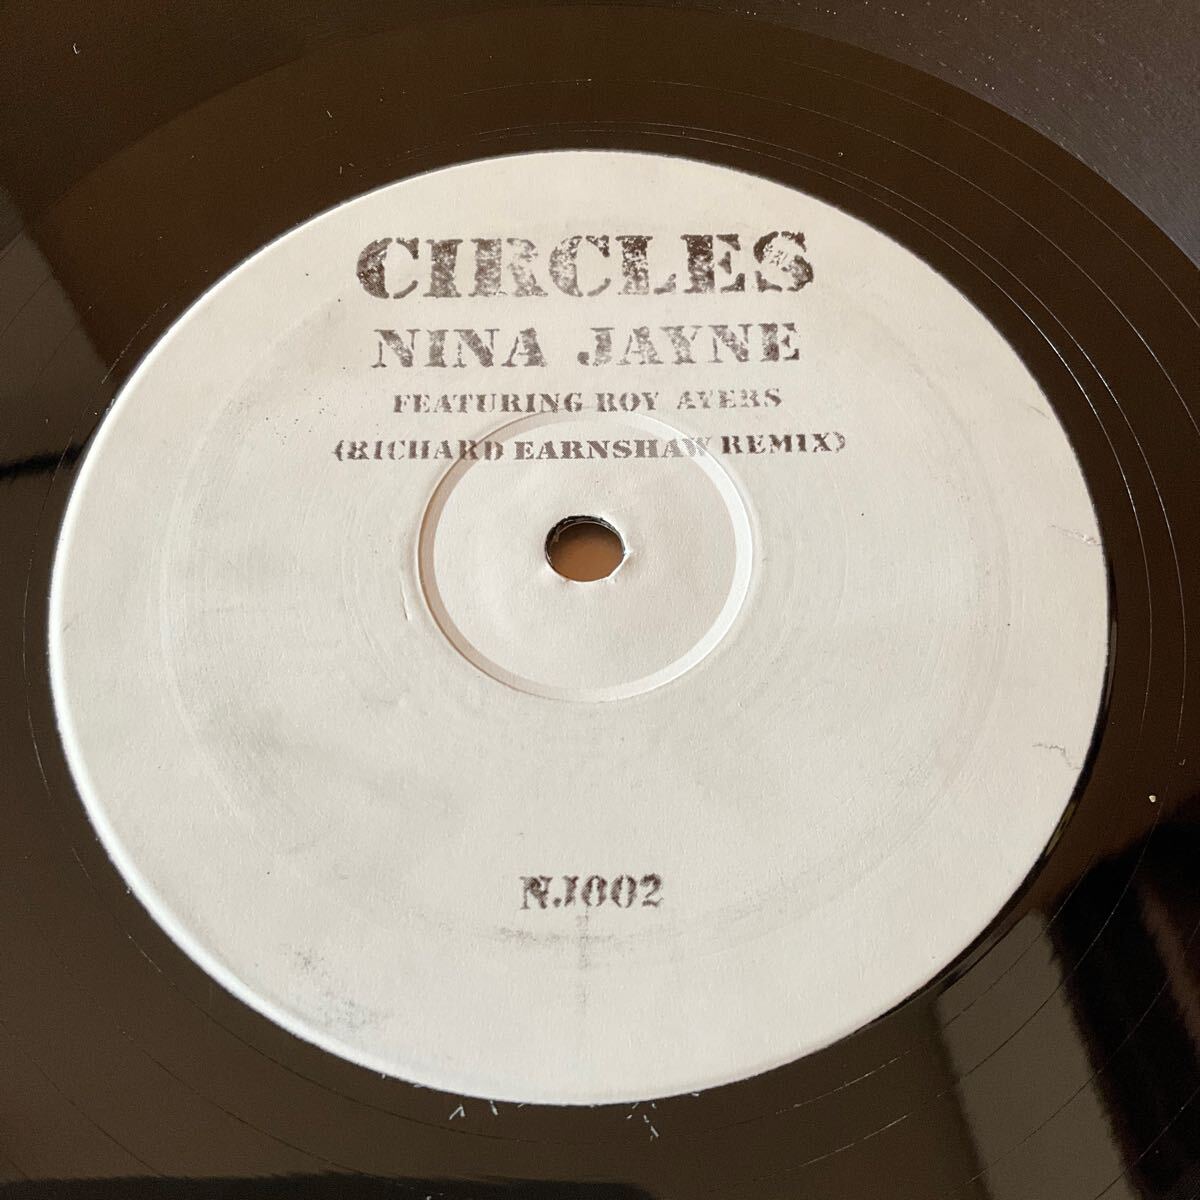 CIRCLES
NINA JAYNE
FEATURING ROY AYERS
(RICHARD EARNSHAW REMIX)
NJ002